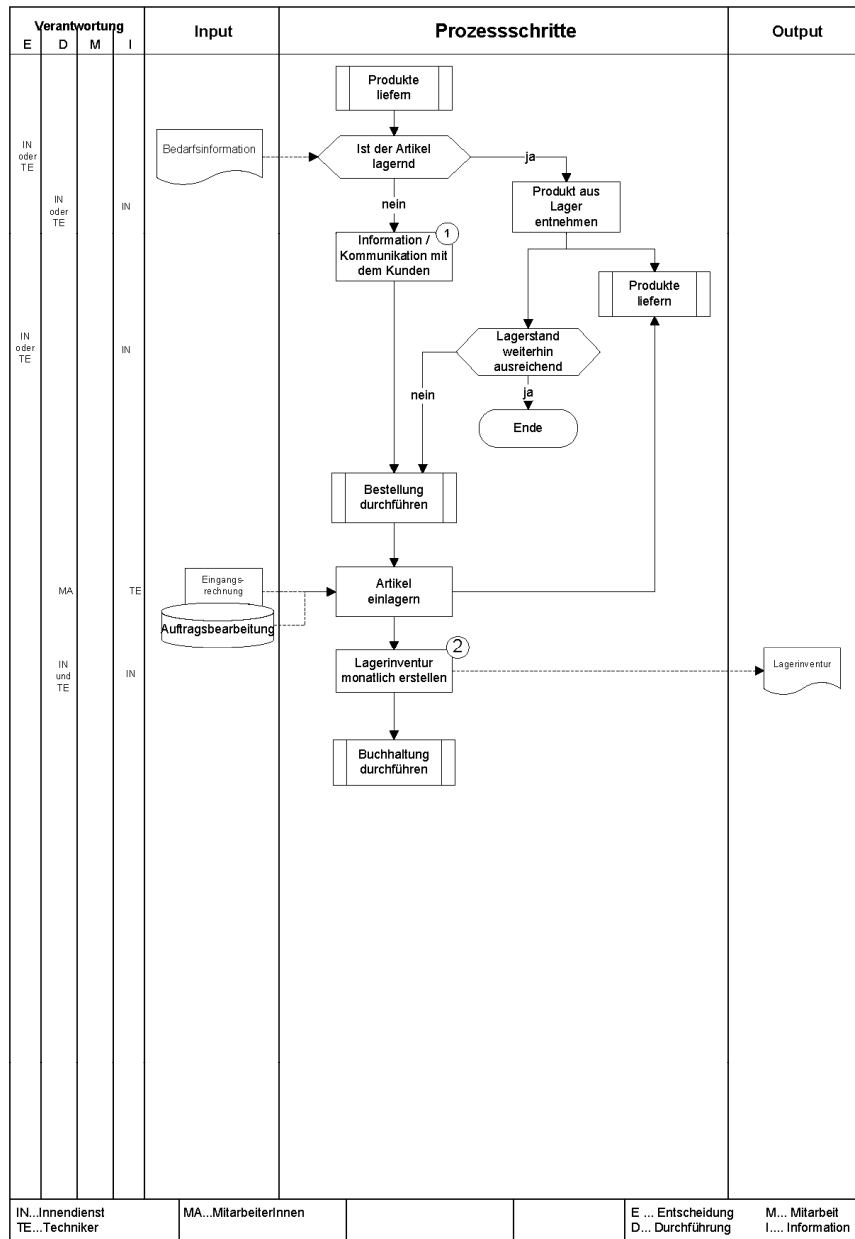 Verantwortung
E D M I
Input
Prozessschritte
Output
Produkte
liefern
IN
oder
TE
Bedarfsinformation
Ist der Artikel
lagernd
ja
IN
oder
TE
IN
nein
Produkt aus
Lager
entnehmen
Information /
Kommunikation mit
dem Kunden
1
Produkte
liefern
IN
oder
TE
IN
Lagerstand
weiterhin
ausreichend
nein
ja
Ende
Bestellung
durchführen
MA
TE
Eingangs-
rechnung
Auftragsbearbeitung
Artikel
einlagern
IN
und
TE
IN
Lagerinventur
monatlich erstellen
2
Lagerinventur
Buchhaltung
durchführen
IN...Innendienst
TE...Techniker
MA...MitarbeiterInnen
E ... Entscheidung
D... Durchführung
M... Mitarbeit
I.... Information